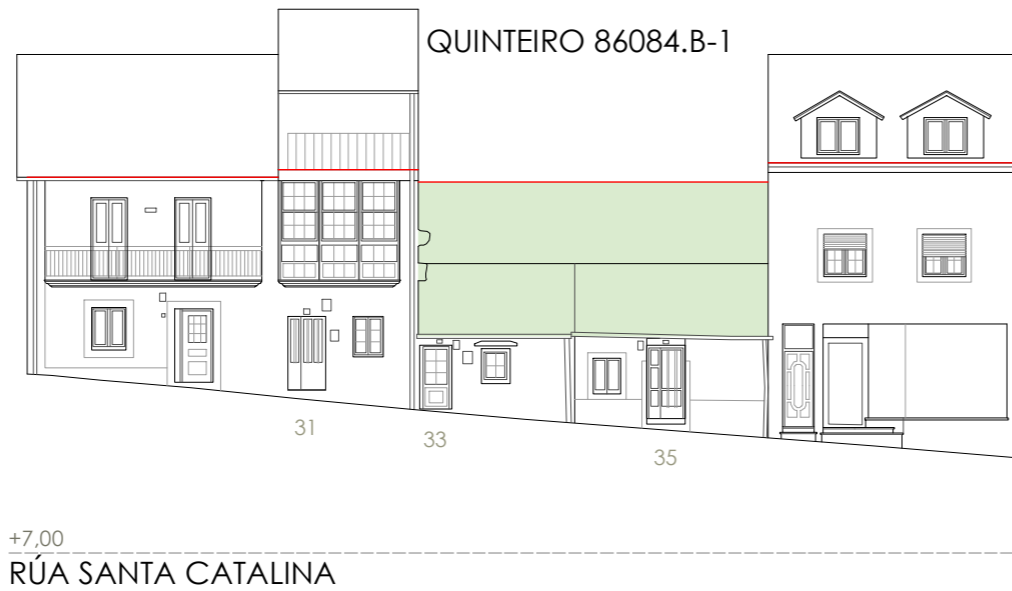 QUINTEIRO 86084.B-1
31
33
35
+7,00
RÚA SANTA CATALINA